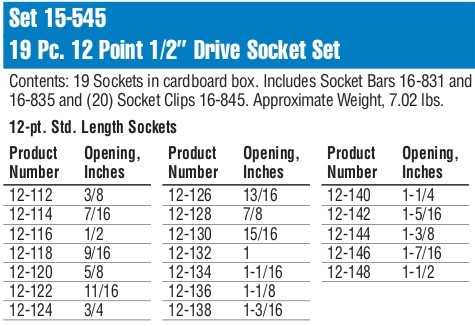 Set 15-545
19 Pc. 12 Point 1/2” Drive Socket Set
Contents: 19 Sockets in cardboard box. Includes Socket Bars 16-831 and
16-835 and (20) Socket Clips 16-845. Approximate Weight, 7.02 lbs.
12-pt. Std. Length Sockets
Product Opening, Product Opening, Product Opening,
Number Inches Number Inches Number Inches
12-112 3/8 12-126 13/16 12-140 1-1/4
12-114 7/16 12-128 7/8 12-142 1-5/16
12-116 1/2 12-130 15/16 12-144 1-3/8
12-118 9/16 12-132 1 12-146 1-7/16
12-120 5/8 12-134 1-1/16 12-148 1-1/2
12-122 11/16 12-136 1-1/8
12-124 3/4 12-138 1-3/16